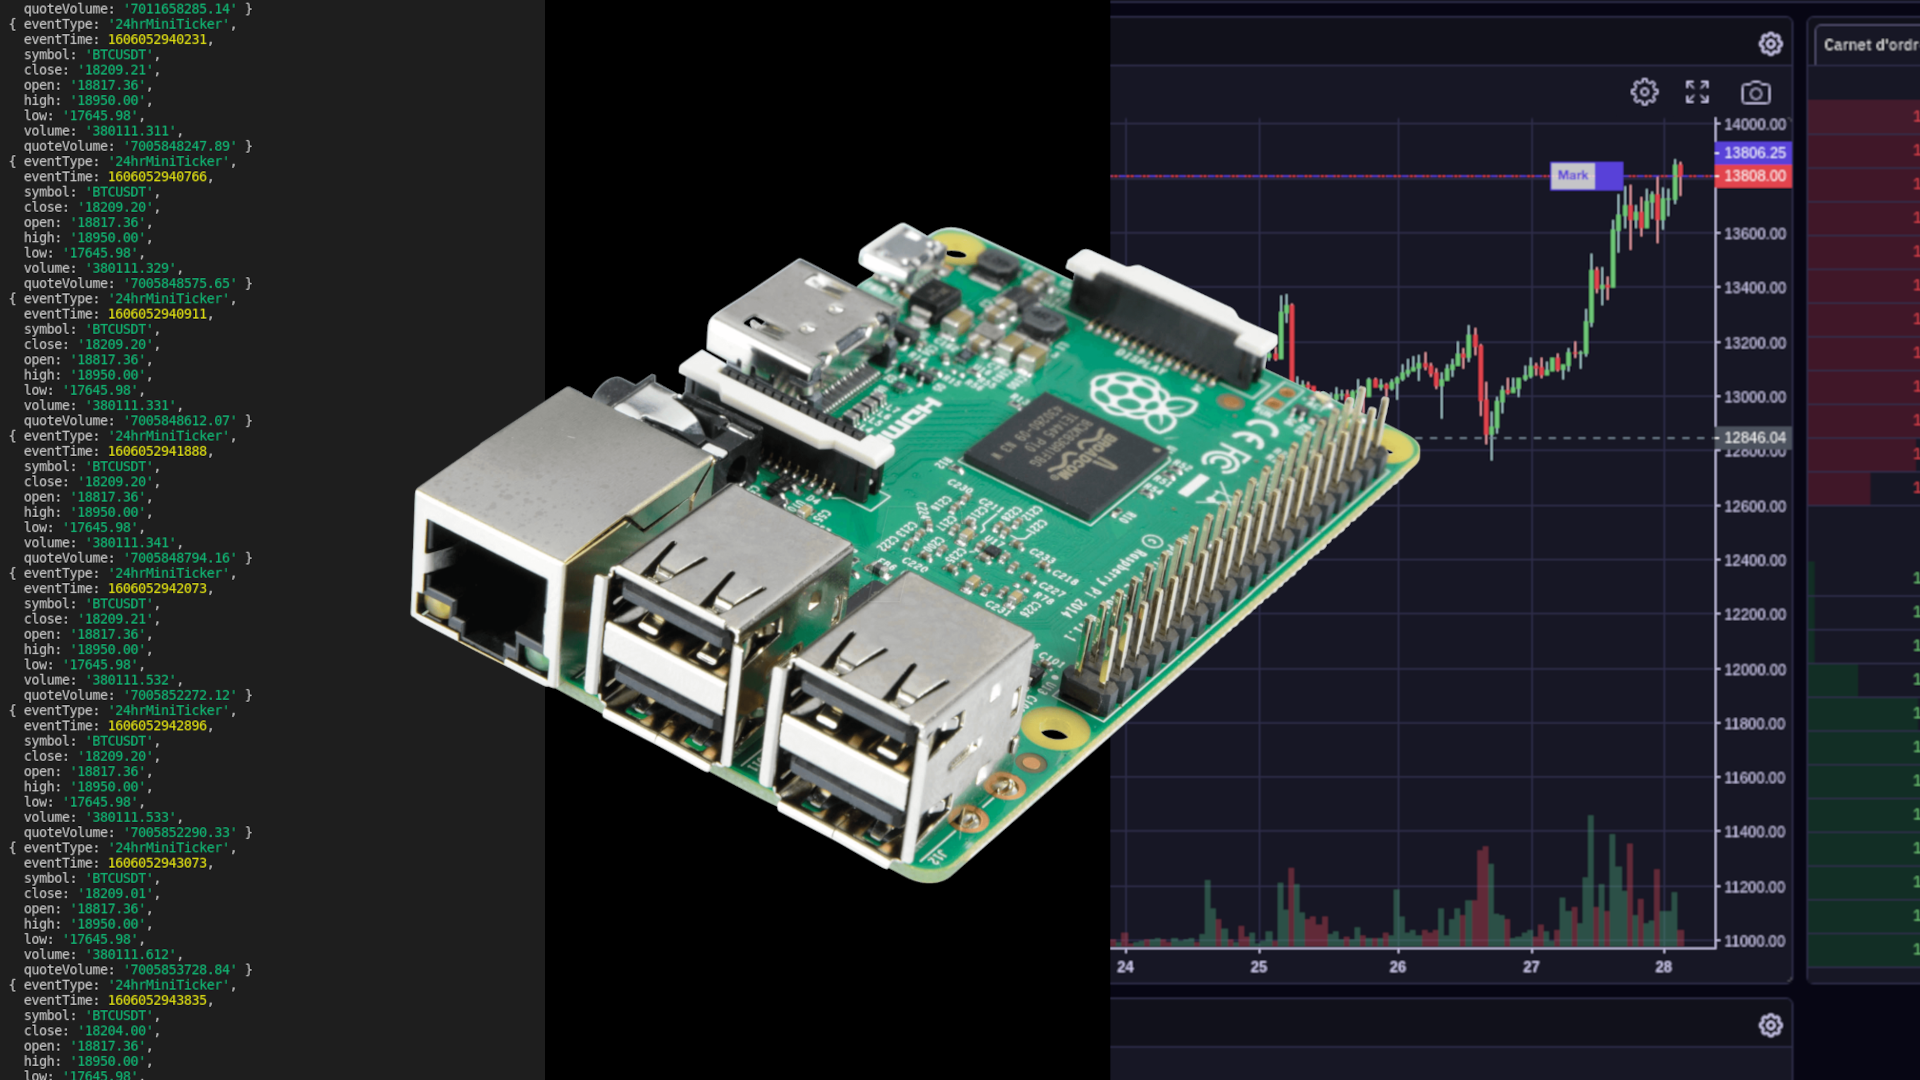 quoteVolume: '7011658285.14' }
{ eventType: '24hrMiniTicker',
eventTime: 1606052940231,
symbol: 'BTCUSDT',
close: '18209.21',
open: '18817.36',
high: '18950.00',
low: '17645.98',
volume: '380111.311',
quoteVolume: '7005848247.89' }
{ eventType: '24hrMiniTicker',
eventTime: 1606052940766,
symbol: 'BTCUSDT',
close: '18209.20',
open: '18817.36',
high: '18950.00',
low: '17645.98',
volume: '380111.329',
quoteVolume: '7005848575.65' }
{ eventType: '24hrMiniTicker',
eventTime: 1606052940911,
symbol: 'BTCUSDT',
close: '18209.20',
open: '18817.36',
high: '18950.00',
low: '17645.98',
volume: '380111.331',
quoteVolume: '7005848612.07' }
{ eventType: '24hrMiniTicker',
eventTime: 1606052941888,
symbol: 'BTCUSDT',
close: '18209.20',
open: '18817.36',
high: '18950.00',
low: '17645.98',
volume: '380111.341',
quoteVolume: '7005848794.16' }
{ eventType: '24hrMiniTicker',
eventTime: 1606052942073,
symbol: 'BTCUSDT',
close: '18209.21',
open: '18817.36',
high: '18950.00',
low: '17645.98',
volume: '380111.532',
quoteVolume: '7005852272.12' }
{ eventType: '24hrMiniTicker',
eventTime: 1606052942896,
symbol: 'BTCUSDT',
close: '18209.20',
open: '18817.36',
high: '18950.00',
low: '17645.98',
volume: '380111.533',
quoteVolume: '7005852290.33' }
{ eventType: '24hrMiniTicker',
eventTime: 1606052943073,
symbol: 'BTCUSDT',
close: '18209.01',
open: '18817.36',
high: '18950.00',
low: '17645.98',
volume: '380111.612',
quoteVolume: '7005853728.84' }
{ eventType: '24hrMiniTicker',
eventTime: 1606052943835,
symbol: 'BTCUSDT',
close: '18204.00',
open: '18817.36',
high: '18950.00',
low: '17645.98',
DISPLAY
HDMI
BROADCOM
CE
FC
© Raspberry Pi 2014
V1.1
J12
Carnet d'ordr
Mark
14000.00
13806.25
13808.00
13600.00
13400.00
13200.00
13000.00
12846.04
12800.00
12600.00
12400.00
12200.00
12000.00
11800.00
11600.00
11400.00
11200.00
11000.00
24 25 26 27 28